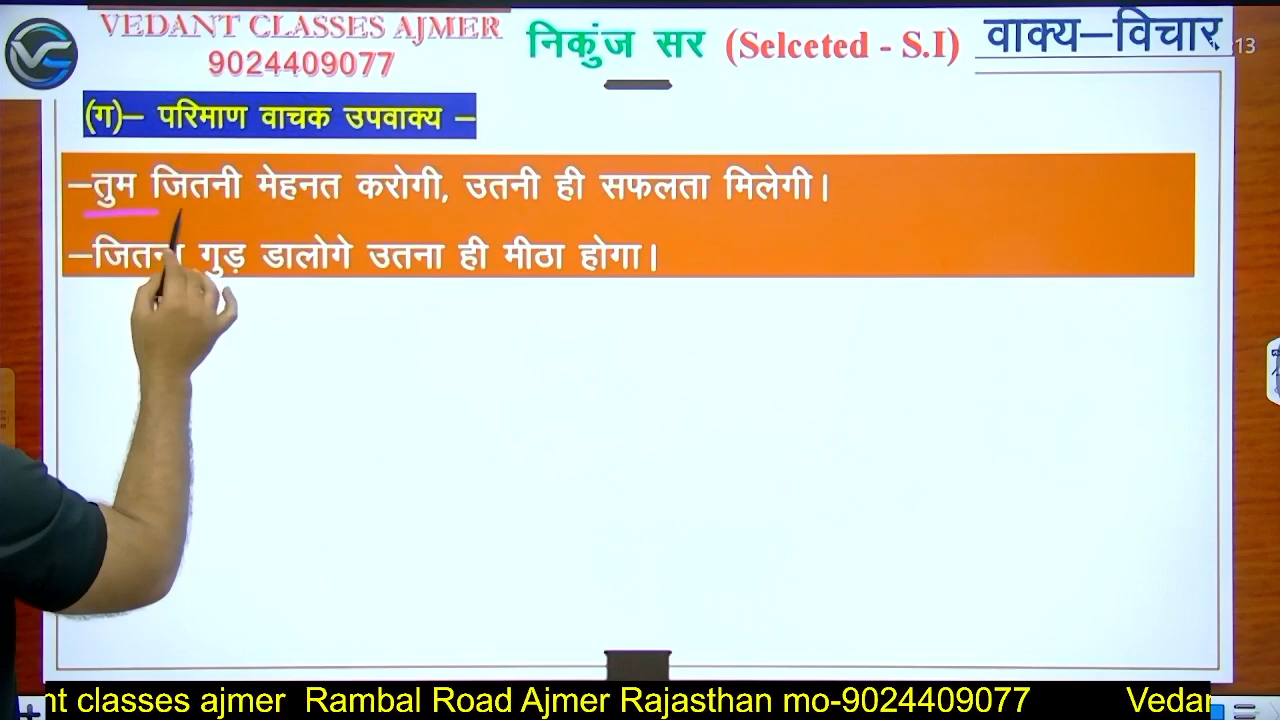 VEDANT CLASSES AJMER
9024409077
निकुंज सर (Selceted - S.I)
वाक्य–विचार
13
(ग)– परिमाण वाचक उपवाक्य –
–तुम जितनी मेहनत करोगी, उतनी ही सफलता मिलेगी।
–जितना गुड़ डालोगे उतना ही मीठा होगा।
nt classes ajmer Rambal Road Ajmer Rajasthan mo-9024409077 Vedar